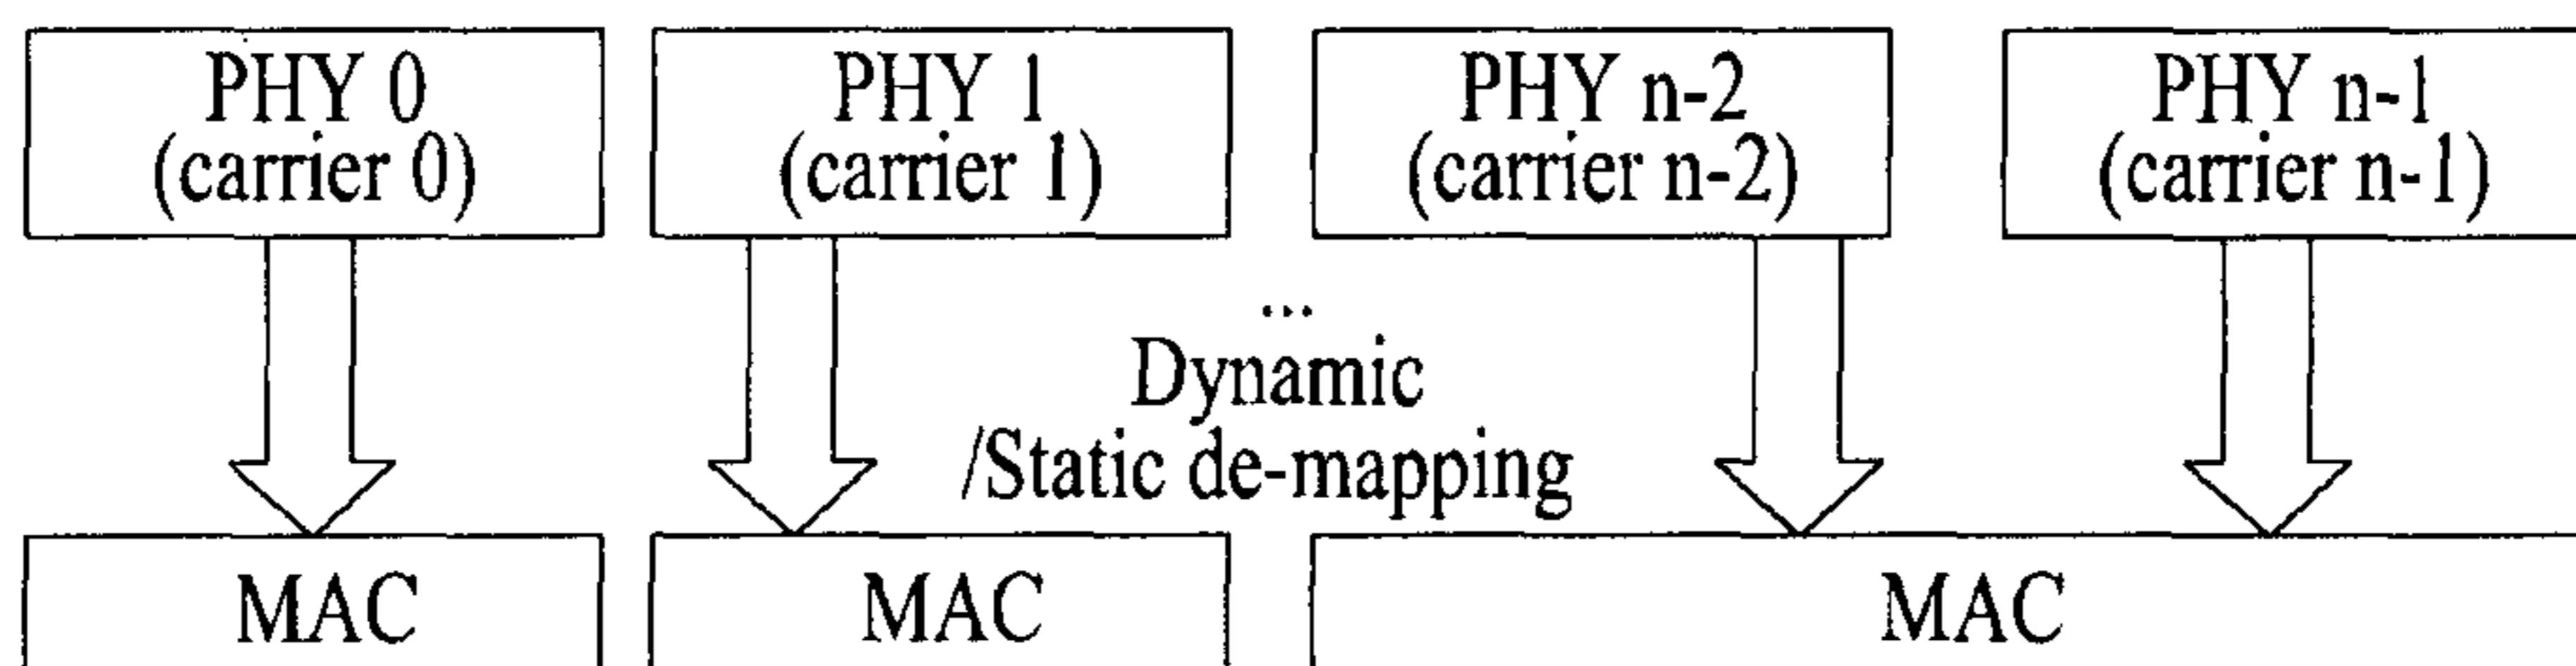 PHY 0
(carrier 0)
PHY 1
(carrier 1)
PHY n-2
(carrier n-2)
PHY n-1
(carrier n-1)
...
Dynamic
/Static de-mapping
MAC
MAC
MAC